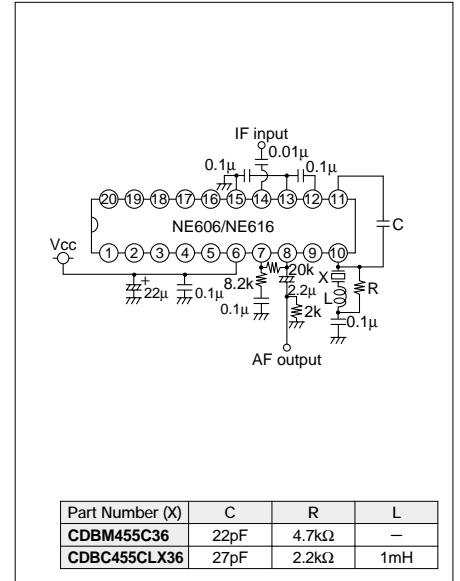 IF input
0.01μ
0.1μ
0.1μ
20 19 18 17 16 15 14 13 12 11
C
NE606/NE616
Vcc
1 2 3 4 5 6 7 8 9 10
+
22μ
0.1μ
8.2k
20k
2.2μ
X
L
R
0.1μ
2k
0.1μ
AF output
Part Number (X) C R L
CDBM455C36 22pF 4.7kΩ −
CDBC455CLX36 27pF 2.2kΩ 1mH